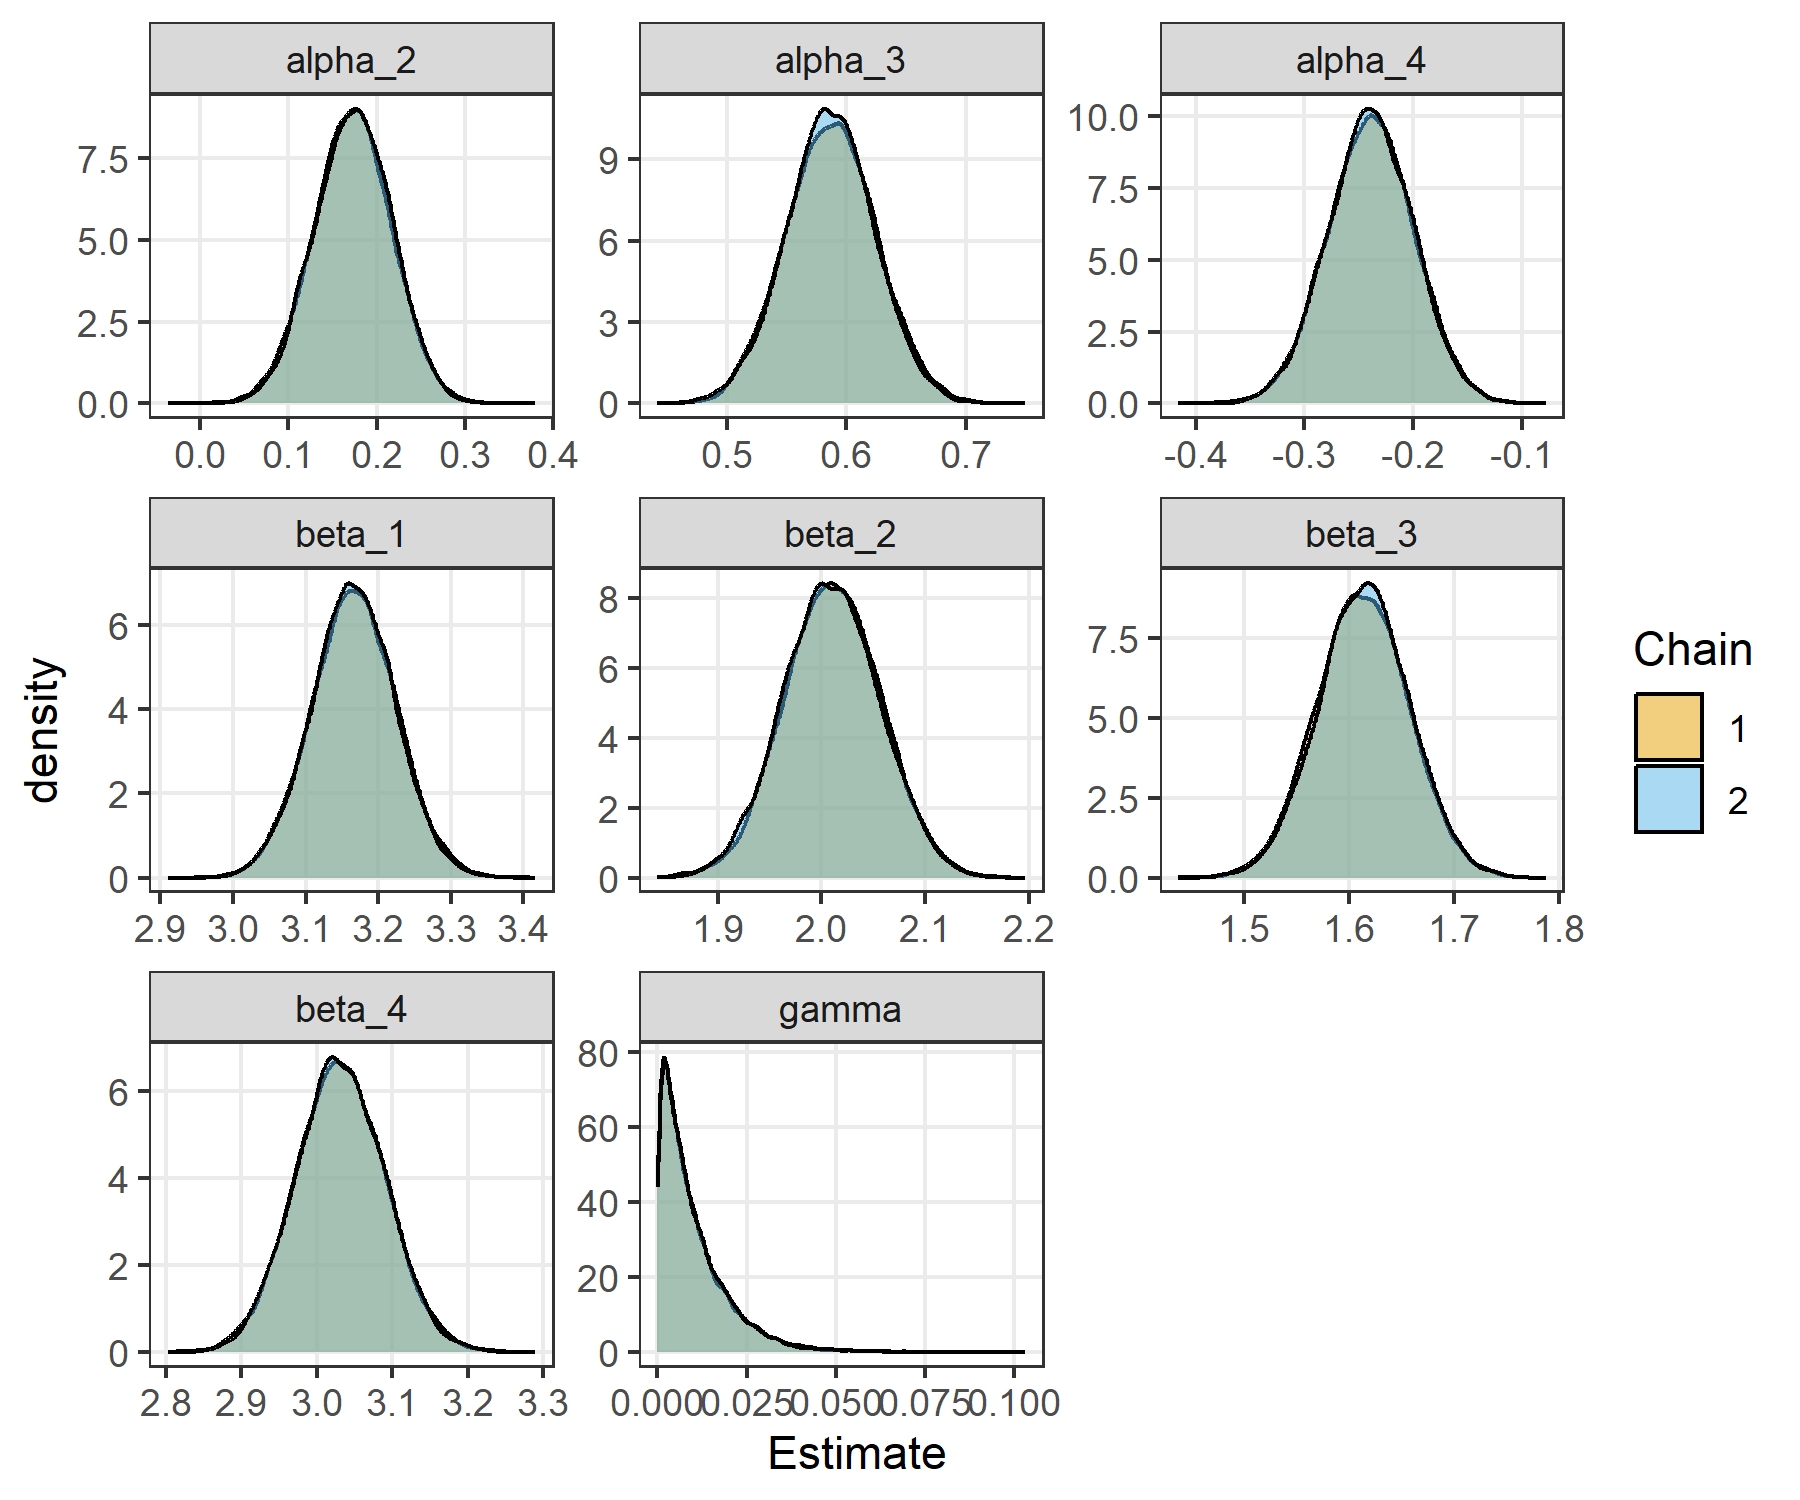 alpha_2 alpha_3 alpha_4
7.5 5.0 2.5 0.0
9 6 3 0
10.0 7.5 5.0 2.5 0.0
0.0 0.1 0.2 0.3 0.4
0.5 0.6 0.7
-0.4 -0.3 -0.2 -0.1
beta_1 beta_2 beta_3
6 4 2 0
8 6 4 2 0
7.5 5.0 2.5 0.0
2.9 3.0 3.1 3.2 3.3 3.4
1.9 2.0 2.1 2.2
1.5 1.6 1.7 1.8
beta_4 gamma
6 4 2 0
80 60 40 20 0
2.8 2.9 3.0 3.1 3.2 3.3
0.000 0.025 0.050 0.075 0.100
density
Estimate
Chain
1
2